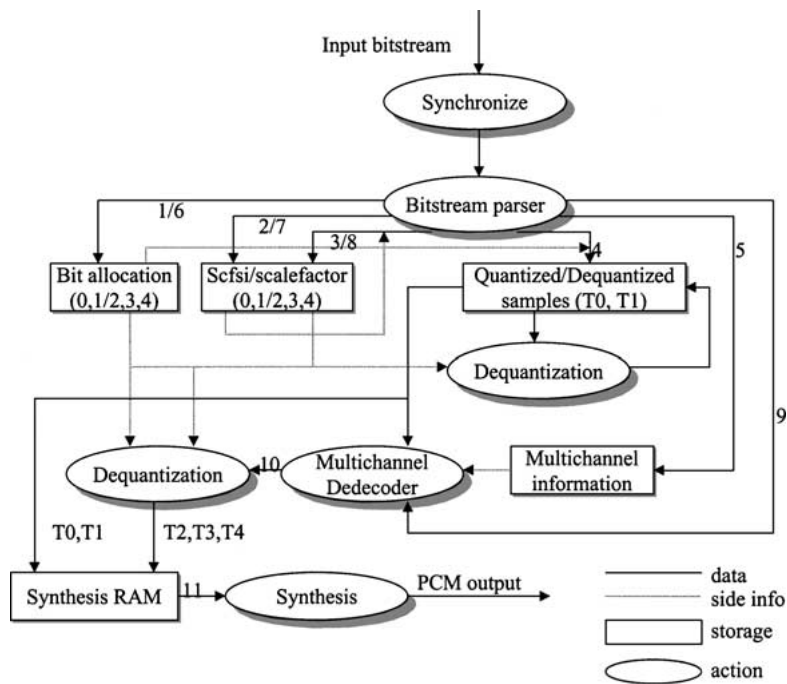 Input bitstream
Synchronize
Bitstream parser
1/6
2/7
3/8
4
5
Bit allocation
(0,1/2,3,4)
Scfsi/scalefactor
(0,1/2,3,4)
Quantized/Dequantized
samples (T0, T1)
Dequantization
9
Dequantization
10
Multichannel
Dedecoder
Multichannel
information
T0,T1
T2,T3,T4
Synthesis RAM
11
Synthesis
PCM output
data
side info
storage
action